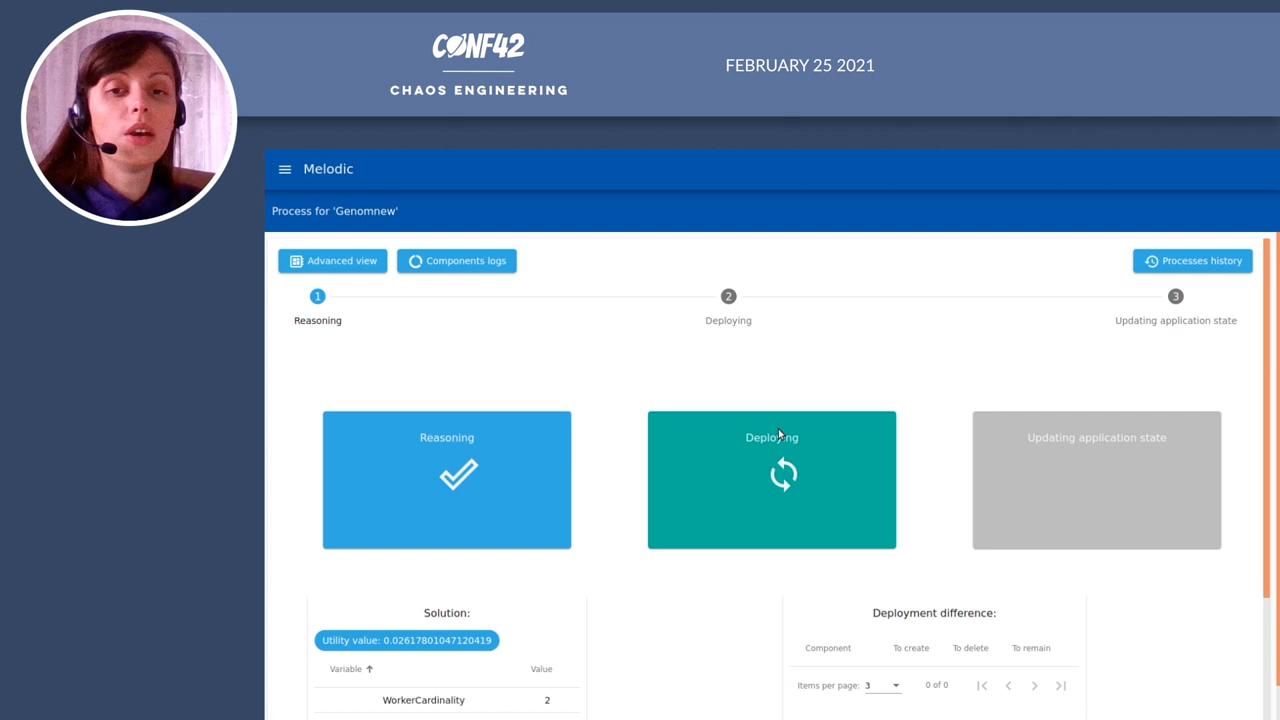 CONF42
CHAOS ENGINEERING
FEBRUARY 25 2021
Melodic
Process for 'Genomnew'
Advanced view
Components logs
Processes history
1
2
3
Reasoning
Deploying
Updating application state
Reasoning
Deploying
Updating application state
Solution:
Utility value: 0.02617801047120419
Variable
Value
WorkerCardinality
2
Deployment difference:
Component
To create
To delete
To remain
Items per page: 3
0 of 0